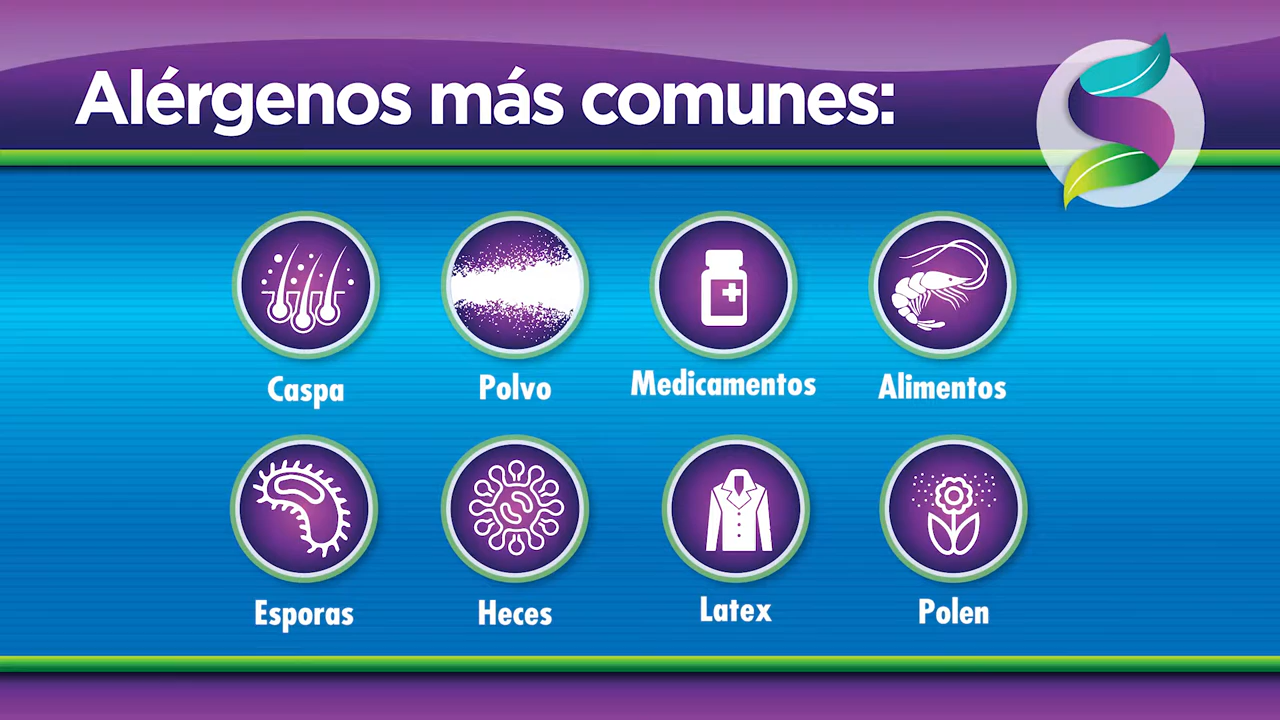 Alérgenos más comunes:
Caspa
Polvo
Medicamentos
Alimentos
Esporas
Heces
Latex
Polen